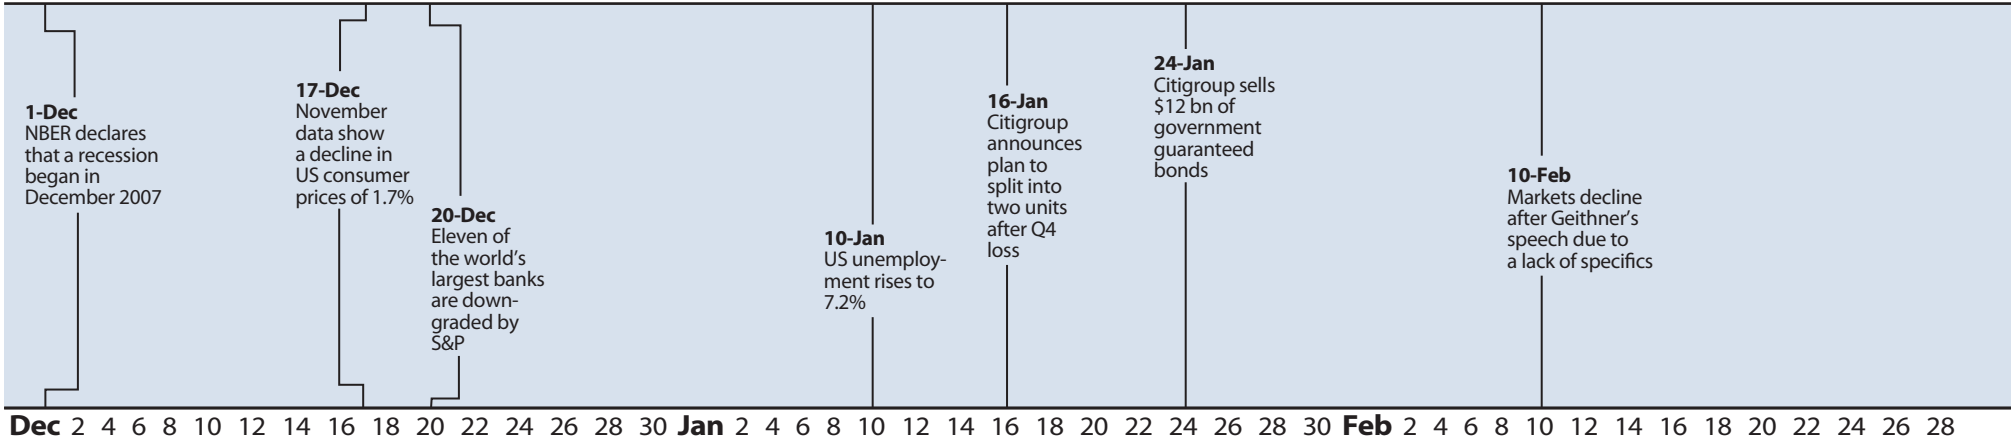 1-Dec
NBER declares
that a recession
began in
December 2007
17-Dec
November
data show
a decline in
US consumer
prices of 1.7%
20-Dec
Eleven of
the world's
largest banks
are down-
graded by
S&P
10-Jan
US unemploy-
ment rises to
7.2%
16-Jan
Citigroup
announces
plan to
split into
two units
after Q4
loss
24-Jan
Citigroup sells
$12 bn of
government
guaranteed
bonds
10-Feb
Markets decline
after Geithner's
speech due to
a lack of specifics
Dec 2 4 6 8 10 12 14 16 18 20 22 24 26 28 30 Jan 2 4 6 8 10 12 14 16 18 20 22 24 26 28 30 Feb 2 4 6 8 10 12 14 16 18 20 22 24 26 28